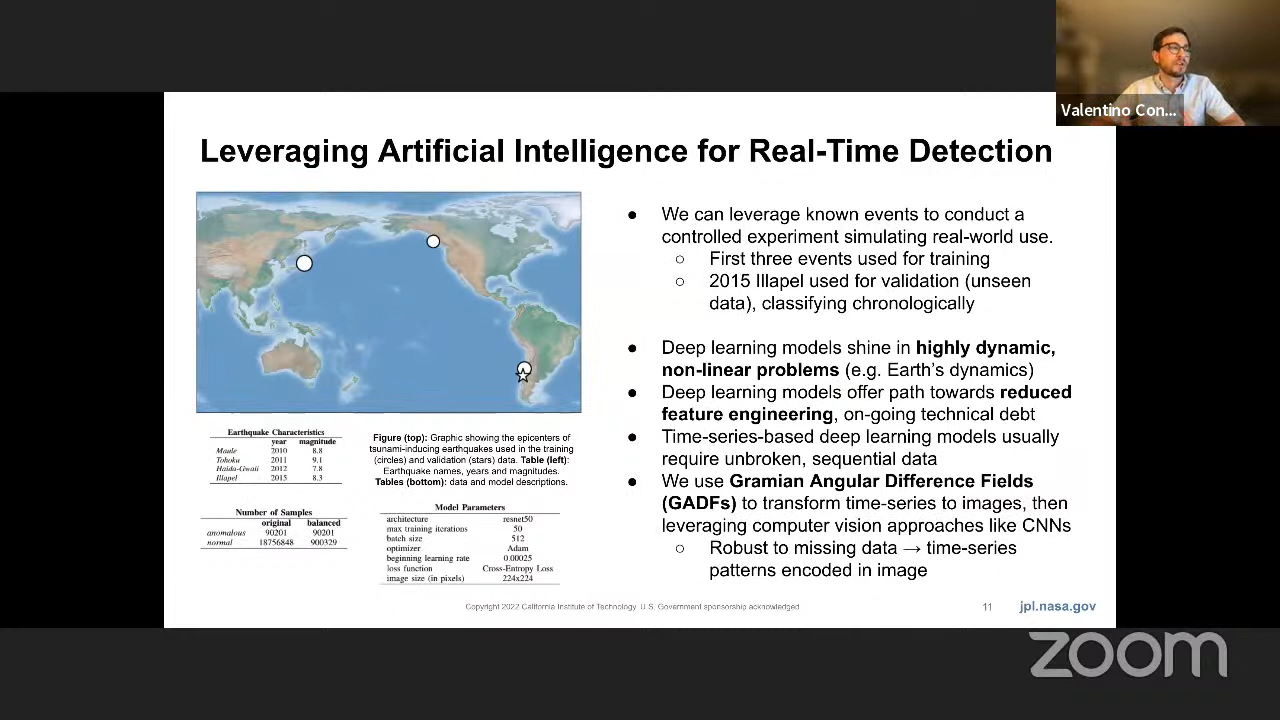 Valentino Con...
Leveraging Artificial Intelligence for Real-Time Detection
Earthquake Characteristics
year magnitude
Maule 2010 8.8
Tohoku 2011 9.1
Haida-Gwaii 2012 7.8
Illapel 2015 8.3
Figure (top): Graphic showing the epicenters of
tsunami-inducing earthquakes used in the training
(circles) and validation (stars) data. Table (left):
Earthquake names, years and magnitudes.
Tables (bottom): data and model descriptions.
Number of Samples
original balanced
anomalous 90201 90201
normal 18756848 900329
Model Parameters
architecture resnet50
max training iterations 50
batch size 512
optimizer Adam
beginning learning rate 0.00025
loss function Cross-Entropy Loss
image size (in pixels) 224x224
● We can leverage known events to conduct a
controlled experiment simulating real-world use.
○ First three events used for training
○ 2015 Illapel used for validation (unseen
data), classifying chronologically
● Deep learning models shine in highly dynamic,
non-linear problems (e.g. Earth's dynamics)
● Deep learning models offer path towards reduced
feature engineering, on-going technical debt
● Time-series-based deep learning models usually
require unbroken, sequential data
● We use Gramian Angular Difference Fields
(GADFs) to transform time-series to images, then
leveraging computer vision approaches like CNNs
○ Robust to missing data → time-series
patterns encoded in image
Copyright 2022 California Institute of Technology. U.S. Government sponsorship acknowledged
11
jpl.nasa.gov
zoom